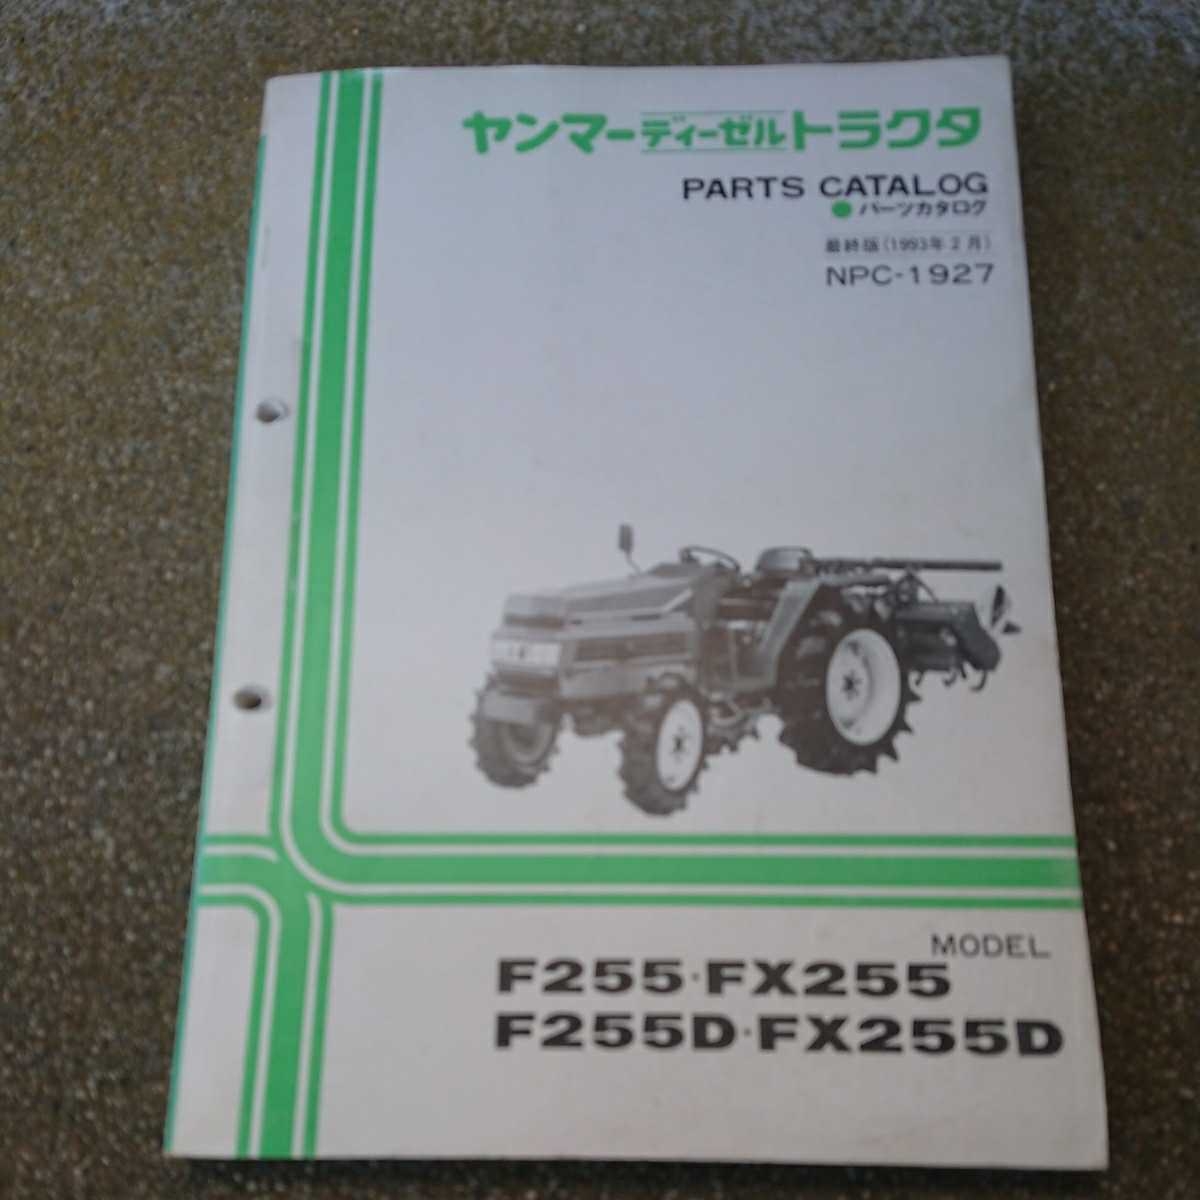 ヤンマーディーゼルトラクタ
PARTS CATALOG
●パーツカタログ
最終版(1993年2月)
NPC-1927
MODEL
F255・FX255
F255D・FX255D